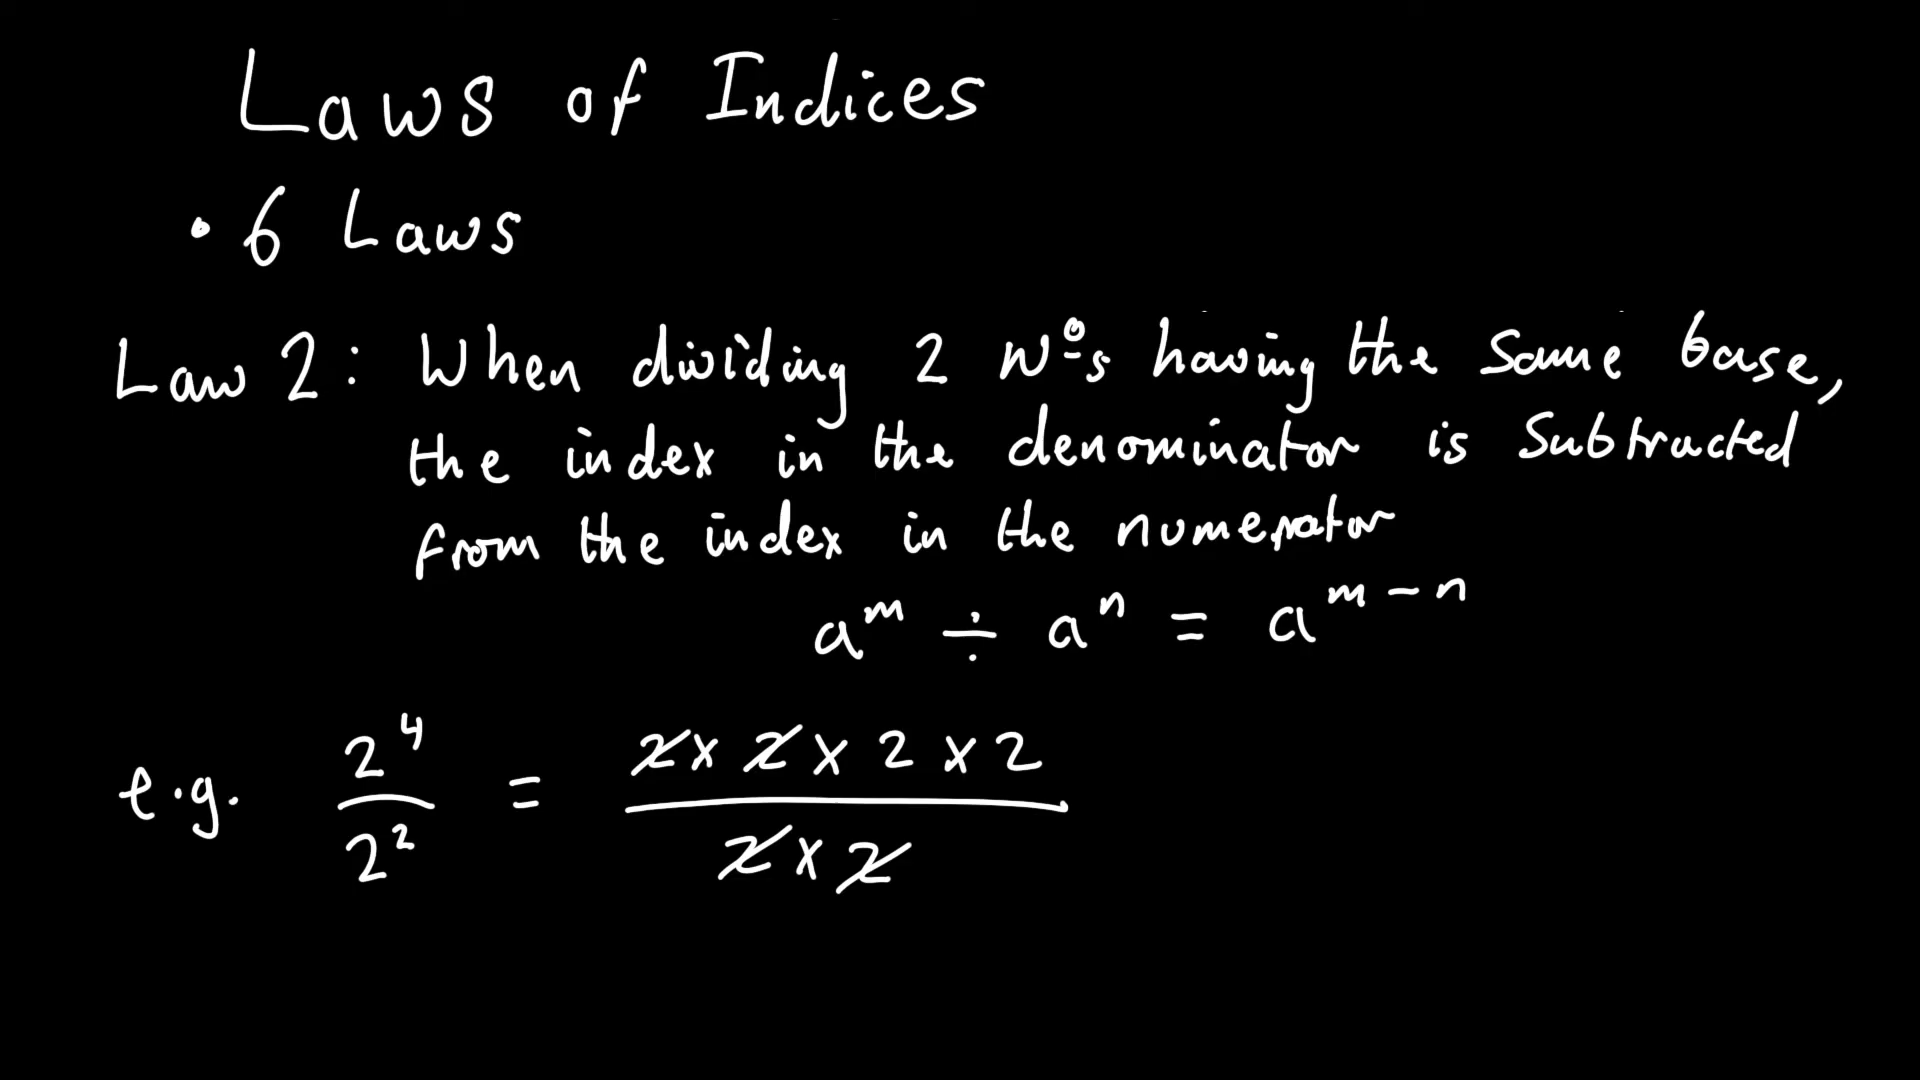 Laws of Indices
• 6 Laws
Law 2: When dividing 2 Nºs having the same base,
the index in the denominator is subtracted
from the index in the numerator
a^m ÷ a^n = a^(m-n)
e.g. 2^4/2^2 = (2 x 2 x 2 x 2)/(2 x 2)